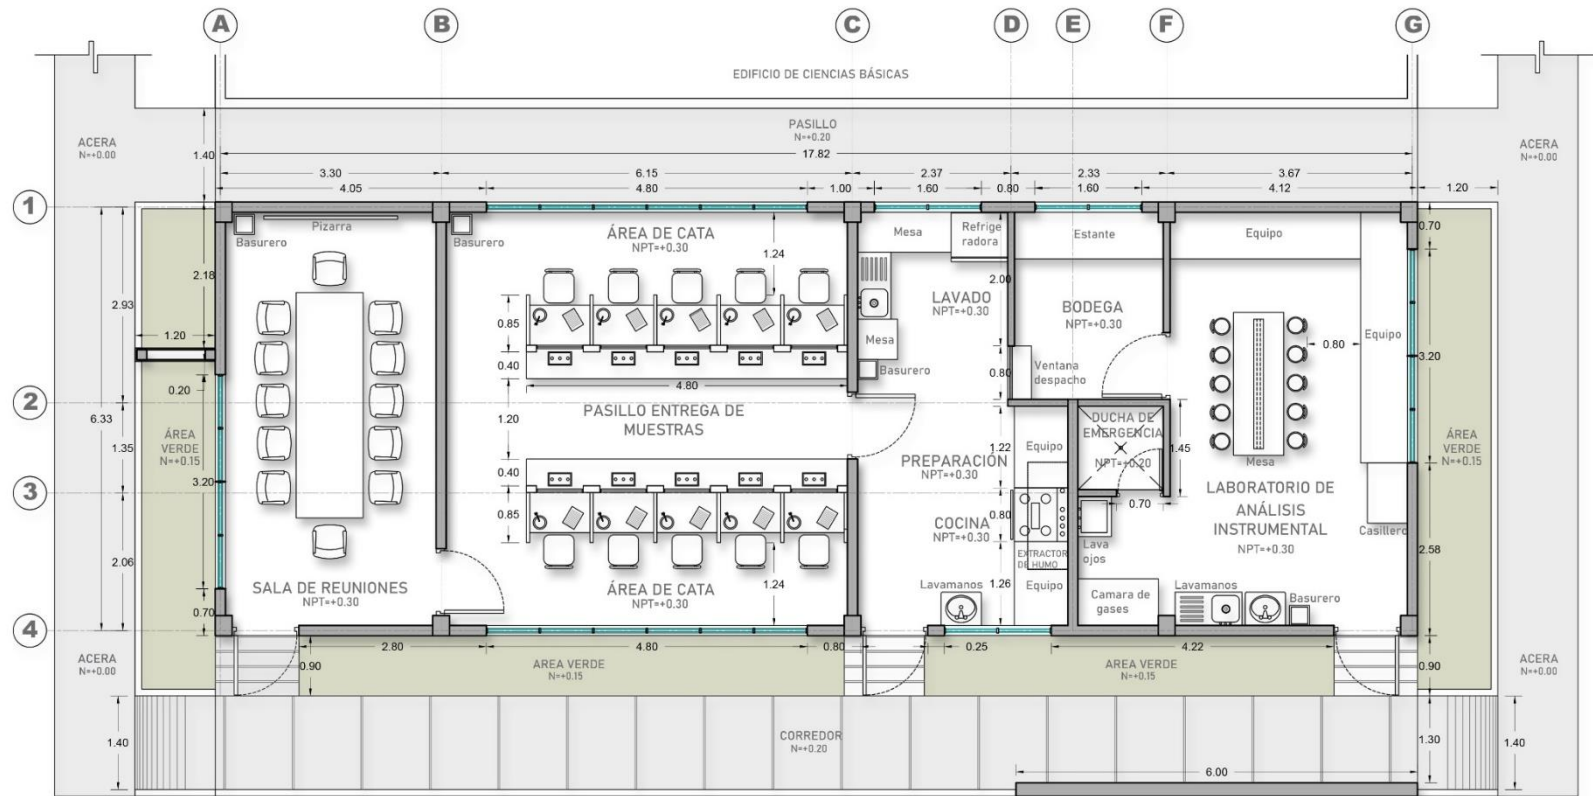 A B C D E F G
EDIFICIO DE CIENCIAS BÁSICAS
ACERA
N=+0.00
PASILLO
N=+0.20
ACERA
N=+0.00
1.40
17.82
3.30 6.15 2.37 2.33 3.67
4.05 4.80 1.00 1.60 0.80 1.60 4.12 1.20
1
Basurero
Pizarra
Basurero
ÁREA DE CATA
NPT=+0.30
1.24
Mesa
Refrige
radora
Estante
Equipo
0.70
2.18
2.93
2.00
LAVADO
NPT=+0.30
BODEGA
NPT=+0.30
1.20
0.85
0.40
4.80
Mesa
Basurero
0.80
Ventana
despacho
0.80
Equipo
3.20
0.20
2
6.33
1.35
ÁREA
VERDE
N=+0.15
3.20
1.20
PASILLO ENTREGA DE
MUESTRAS
1.22
Equipo
DUCHA DE
EMERGENCIA
NPT=+0.20
1.45
Mesa
ÁREA
VERDE
N=+0.15
PREPARACIÓN
NPT=+0.30
3
0.40
0.85
0.80
0.70
LABORATORIO DE
ANÁLISIS
INSTRUMENTAL
NPT=+0.30
COCINA
NPT=+0.30
Casillero
2.06
Lava
ojos
EXTRACTOR
DE HUMO
2.58
1.24
1.26
SALA DE REUNIONES
NPT=+0.30
ÁREA DE CATA
NPT=+0.30
Lavamanos
Equipo
Camara de
gases
Lavamanos
Basurero
0.70
4
2.80 4.80 0.80 0.25 4.22
ACERA
N=+0.00
0.90
AREA VERDE
N=+0.15
AREA VERDE
N=+0.15
0.90
ACERA
N=+0.00
1.40
CORREDOR
N=+0.20
1.30
1.40
6.00